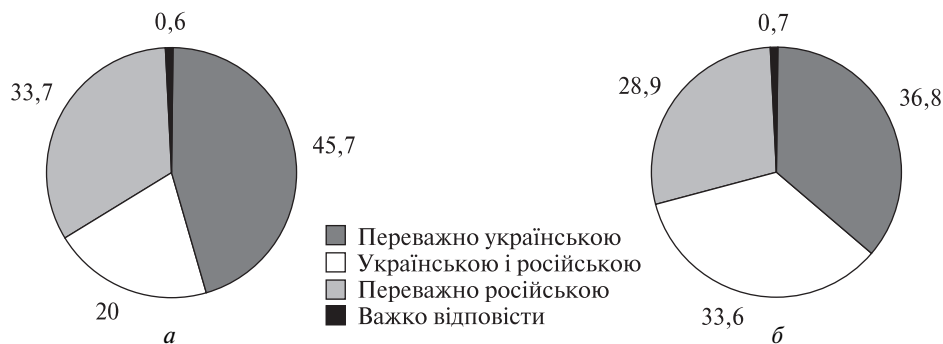 0,6
33,7
45,7
20
а
Переважно українською
Українською і російською
Переважно російською
Важко відповісти
0,7
28,9
36,8
33,6
б